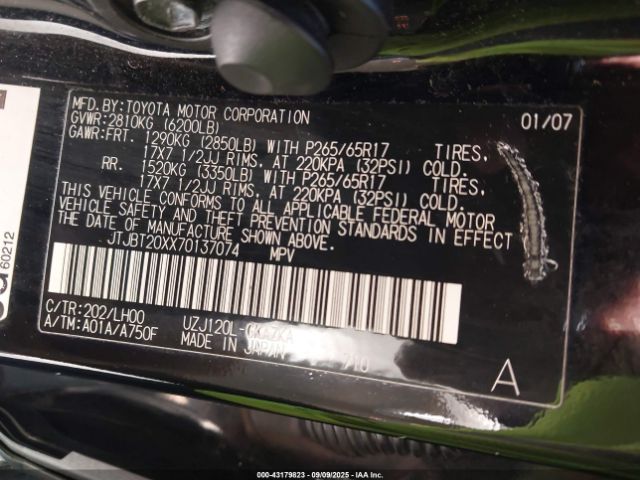 MFD.BY:TOYOTA MOTOR CORPORATION 01/07
GVWR:2810KG (6200LB)
GAWR:FRT. 1290KG (2850LB) WITH P265/65R17 TIRES,
17X7 1/2JJ RIMS, AT 220KPA (32PSI) COLD.
RR. 1520KG (3350LB) WITH P265/65R17 TIRES,
17X7 1/2JJ RIMS, AT 220KPA (32PSI) COLD.
THIS VEHICLE CONFORMS TO ALL APPLICABLE FEDERAL MOTOR
VEHICLE SAFETY AND THEFT PREVENTION STANDARDS IN EFFECT
ON THE DATE OF MANUFACTURE SHOWN ABOVE.
JTJBT20XX70137074 MPV
C/TR:202/LH00
A/TM:A01A/A750F
MADE IN JAPAN
710
A
60212
000-43179823 - 09/09/2025 - IAA Inc.